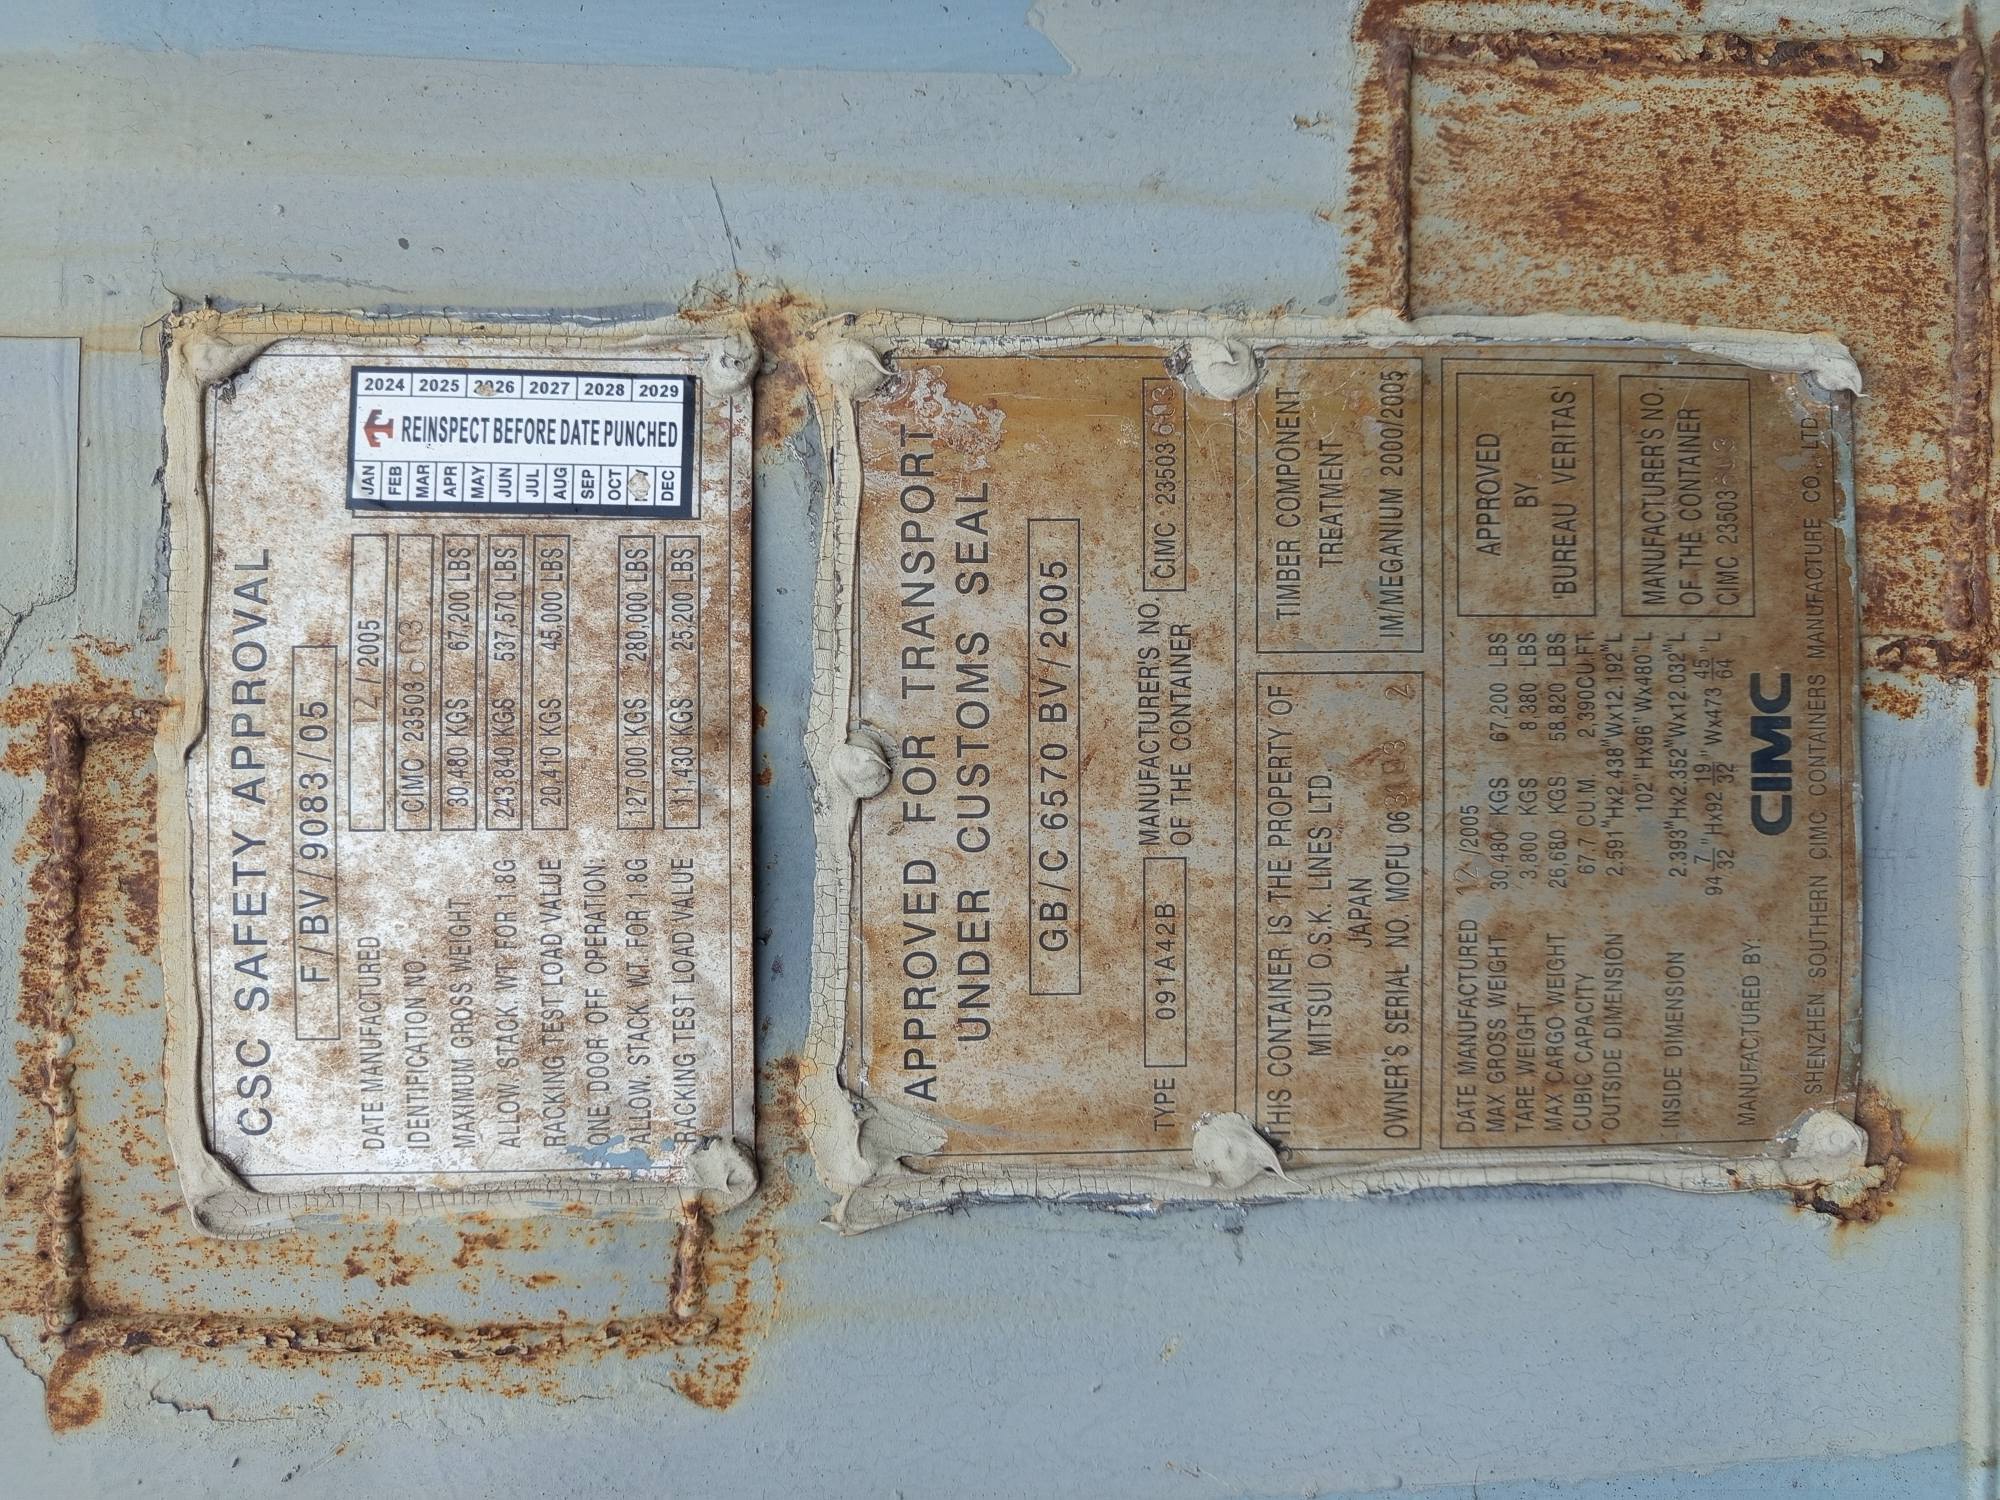 CSC SAFETY APPROVAL
F/BV/9083/05
DATE MANUFACTURED 12/2005
IDENTIFICATION NO. CIMC 23503
MAXIMUM GROSS WEIGHT 30,480 KGS 67,200 LBS
ALLOW. STACK. WT. FOR 1.8G 243,840 KGS 537,570 LBS
RACKING TEST LOAD VALUE 20,410 KGS 45,000 LBS
ONE DOOR OFF OPERATION:
ALLOW. STACK. WT. FOR 1.8G 127,000 KGS 280,000 LBS
RACKING TEST LOAD VALUE 11,430 KGS 25,200 LBS
2024 2025 2026 2027 2028 2029
REINSPECT BEFORE DATE PUNCHED
JAN FEB MAR APR MAY JUN JUL AUG SEP OCT DEC
APPROVED FOR TRANSPORT
UNDER CUSTOMS SEAL
GB/C 6570 BV/2005
TYPE 091A42B MANUFACTURER'S NO. OF THE CONTAINER CIMC 23503
THIS CONTAINER IS THE PROPERTY OF
MITSUI O.S.K. LINES LTD.
JAPAN
OWNER'S SERIAL NO. MOFU 06
TIMBER COMPONENT
TREATMENT
IM/MEGANIUM 2000/2005
DATE MANUFACTURED 12/2005
MAX GROSS WEIGHT 30,480 KGS 67,200 LBS
TARE WEIGHT 3,800 KGS 8,380 LBS
MAX CARGO WEIGHT 26,680 KGS 58,820 LBS
CUBIC CAPACITY 67.7 CU.M. 2,390CU.FT.
OUTSIDE DIMENSION 2.591ᴹHx2.438ᴹWx12.192ᴹL
102"Hx96"Wx480"L
INSIDE DIMENSION 2.393ᴹHx2.352ᴹWx12.032ᴹL
94 7/32"Hx92 19/32"Wx473 45/64"L
APPROVED
BY
'BUREAU VERITAS'
MANUFACTURER'S NO.
OF THE CONTAINER
CIMC 23503
MANUFACTURED BY: CIMC
SHENZHEN SOUTHERN CIMC CONTAINERS MANUFACTURE CO., LTD.